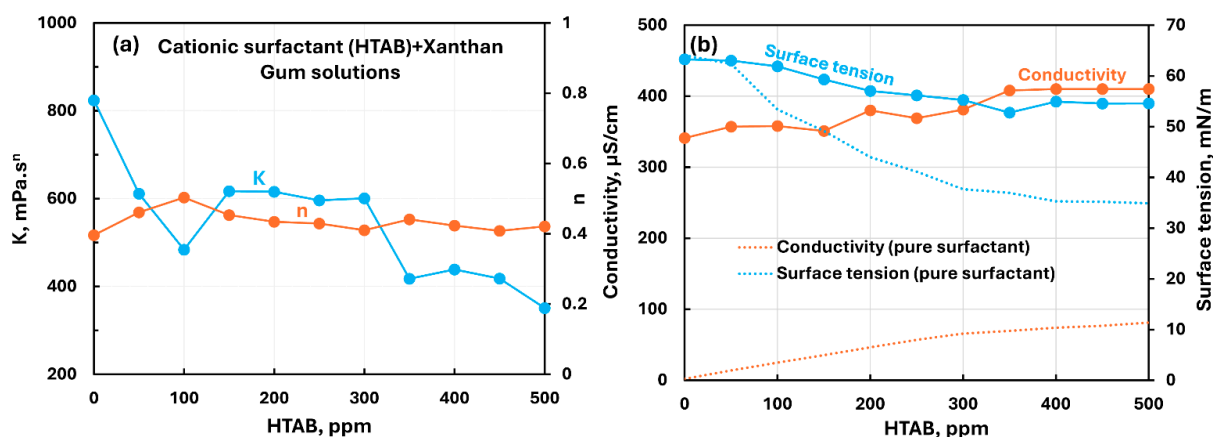 (a)
Cationic surfactant (HTAB)+Xanthan
Gum solutions
K
n
1000
800
600
400
200
K, mPa.sⁿ
1
0.8
0.6
0.4
0.2
0
n
0
100
200
300
400
500
HTAB, ppm
(b)
Surface tension
Conductivity
Conductivity (pure surfactant)
Surface tension (pure surfactant)
500
400
300
200
100
0
Conductivity, µS/cm
70
60
50
40
30
20
10
0
Surface tension, mN/m
0
100
200
300
400
500
HTAB, ppm